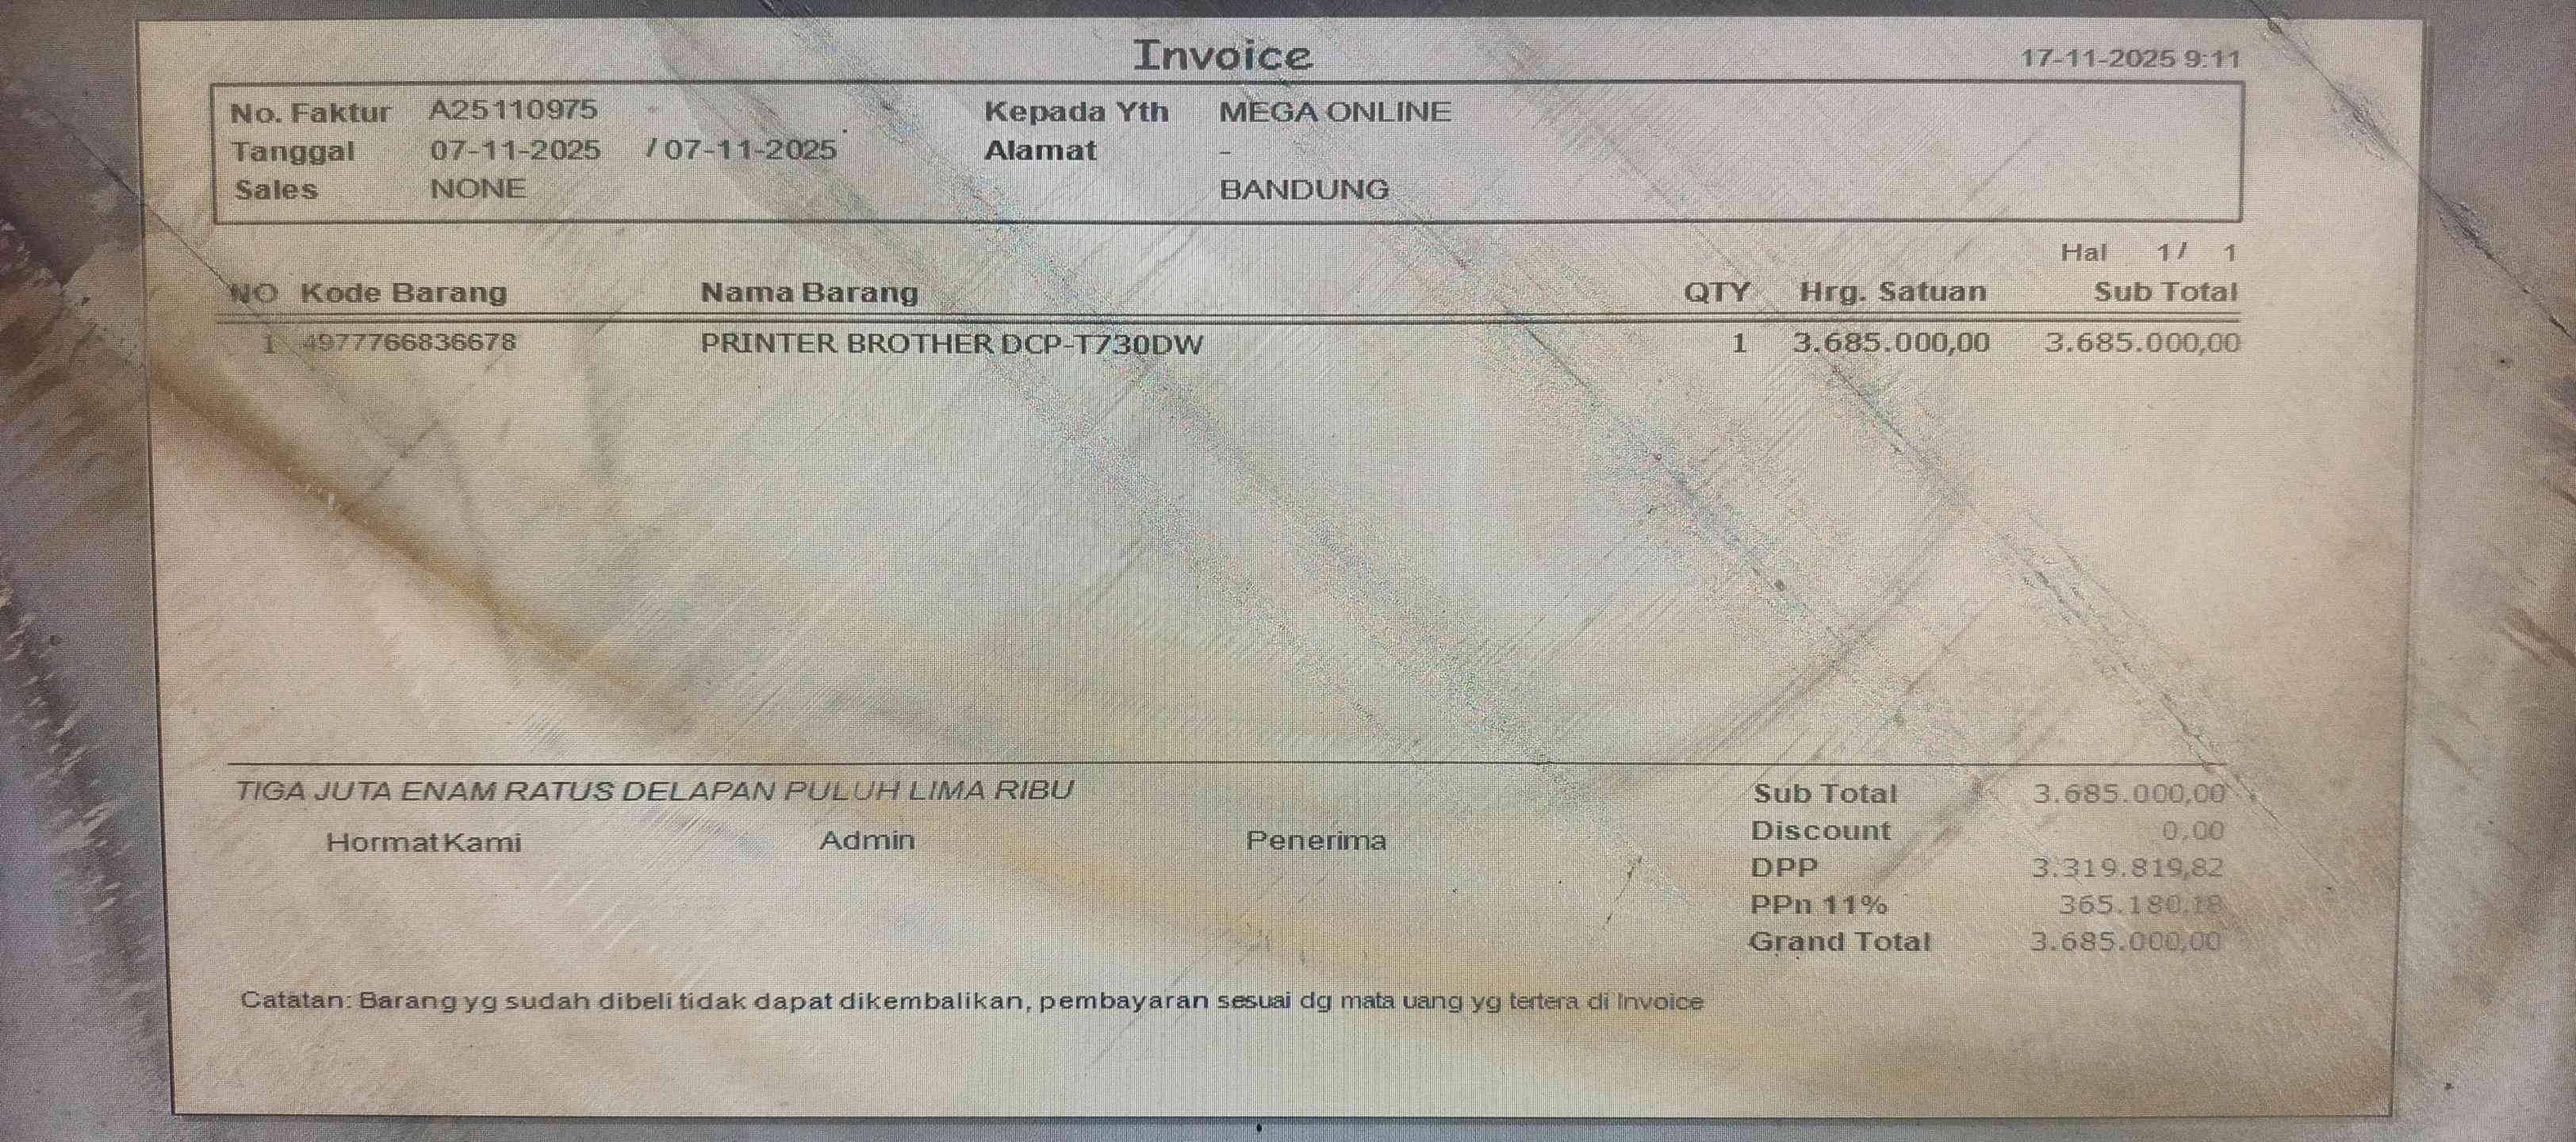 Invoice
17-11-2025 9:11
No. Faktur A25110975 Kepada Yth MEGA ONLINE
Tanggal 07-11-2025 / 07-11-2025 Alamat -
Sales NONE BANDUNG
Hal 1 / 1
NO Kode Barang Nama Barang QTY Hrg. Satuan Sub Total
1 4977766836678 PRINTER BROTHER DCP-T730DW 1 3.685.000,00 3.685.000,00
TIGA JUTA ENAM RATUS DELAPAN PULUH LIMA RIBU
Hormat Kami Admin Penerima
Sub Total 3.685.000,00
Discount 0,00
DPP 3.319.819,82
PPn 11% 365.180,18
Grand Total 3.685.000,00
Catatan: Barang yg sudah dibeli tidak dapat dikembalikan, pembayaran sesuai dg mata uang yg tertera di Invoice